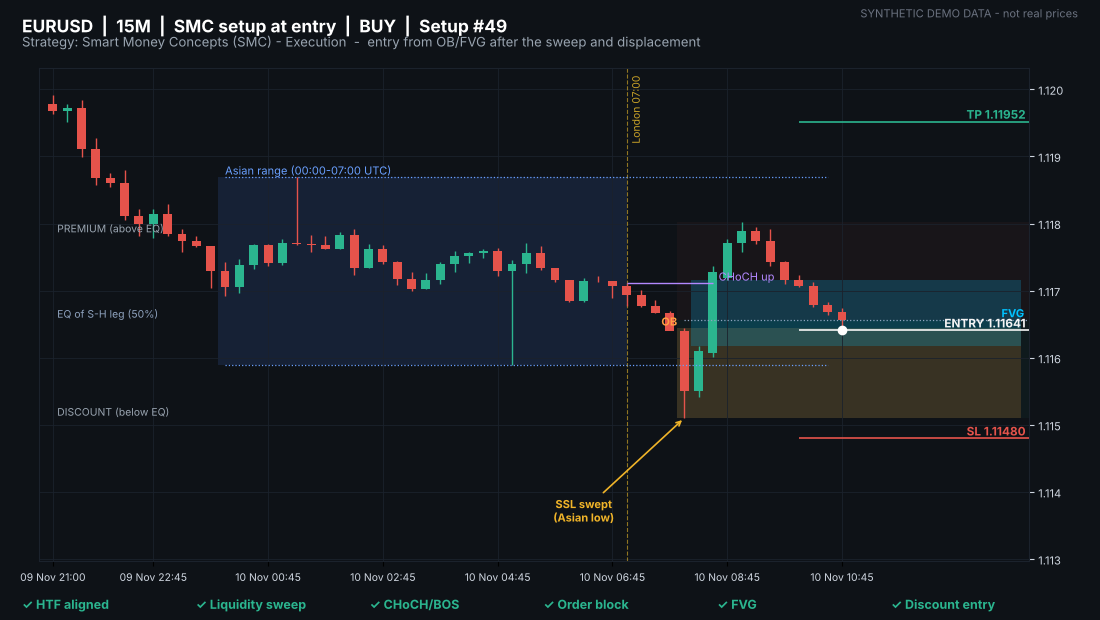 EURUSD | 15M | SMC setup at entry | BUY | Setup #49
SYNTHETIC DEMO DATA - not real prices
Strategy: Smart Money Concepts (SMC) - Execution - entry from OB/FVG after the sweep and displacement
London 07:00
1.120
TP 1.11952
Asian range (00:00-07:00 UTC)
1.119
PREMIUM (above EQ)
1.118
CHoCH up
1.117
EQ of S-H leg (50%)
OB
FVG
ENTRY 1.11641
1.116
DISCOUNT (below EQ)
1.115
SL 1.11480
SSL swept
(Asian low)
1.114
1.113
09 Nov 21:00
09 Nov 22:45
10 Nov 00:45
10 Nov 02:45
10 Nov 04:45
10 Nov 06:45
10 Nov 08:45
10 Nov 10:45
✓ HTF aligned
✓ Liquidity sweep
✓ CHoCH/BOS
✓ Order block
✓ FVG
✓ Discount entry